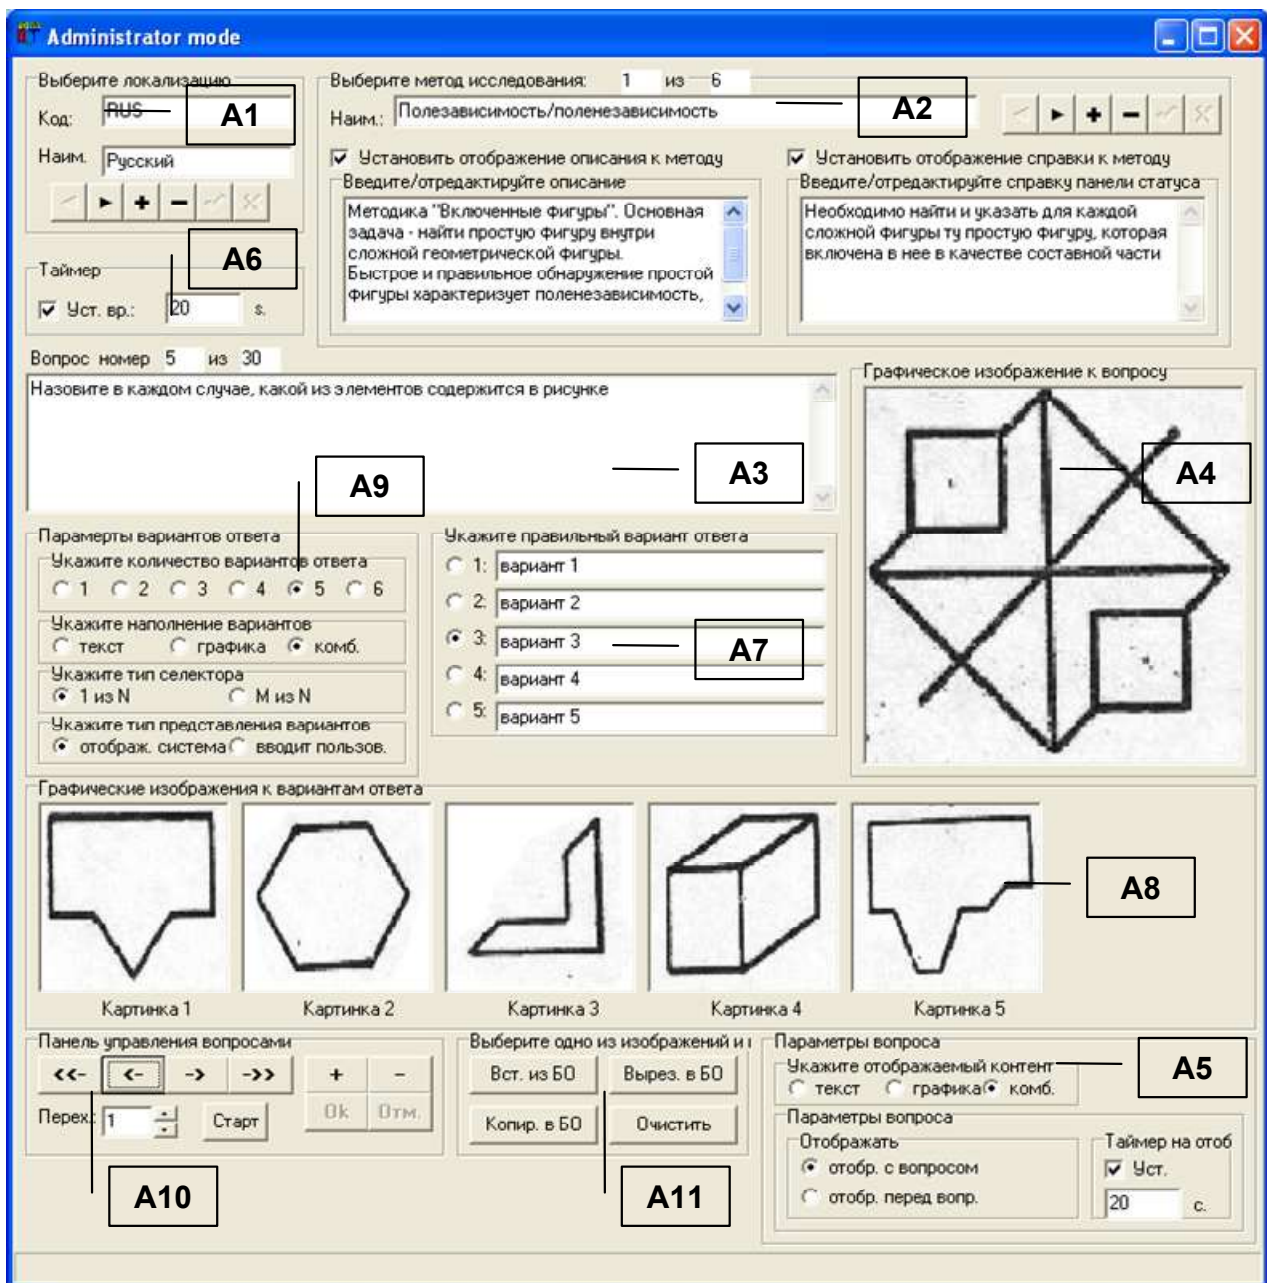 Administrator mode
Выберите локализацию
Код: RUS
A1
Наим. Русский
Выберите метод исследования: 1 из 6
Наим.: Полезависимость/поленезависимость
A2
Установить отображение описания к методу
Установить отображение справки к методу
Введите/отредактируйте описание
Методика "Включенные фигуры". Основная
задача - найти простую фигуру внутри
сложной геометрической фигуры.
Быстрое и правильное обнаружение простой
фигуры характеризует поленезависимость,
Введите/отредактируйте справку панели статуса
Необходимо найти и указать для каждой
сложной фигуры ту простую фигуру, которая
включена в нее в качестве составной части
A6
Таймер
Уст. вр.: 20 s.
Вопрос номер 5 из 30
Назовите в каждом случае, какой из элементов содержится в рисунке
A3
A9
Графическое изображение к вопросу
A4
Парамерты вариантов ответа
Укажите количество вариантов ответа
1 2 3 4 5 6
Укажите наполнение вариантов
текст графика комб.
Укажите тип селектора
1 из N M из N
Укажите тип представления вариантов
отображ. система вводит пользов.
Укажите правильный вариант ответа
1: вариант 1
2: вариант 2
3: вариант 3
A7
4: вариант 4
5: вариант 5
Графические изображения к вариантам ответа
A8
Картинка 1 Картинка 2 Картинка 3 Картинка 4 Картинка 5
Панель управления вопросами
<<- <- -> ->> + -
Перех.: 1 Старт Ok Отм.
A10
Выберите одно из изображений и
Вст. из БО Вырез. в БО
Копир. в БО Очистить
A11
Параметры вопроса
Укажите отображаемый контент
A5
текст графика комб.
Параметры вопроса
Отображать
отобр. с вопросом
отобр. перед вопр.
Таймер на отоб
Уст.
20 с.